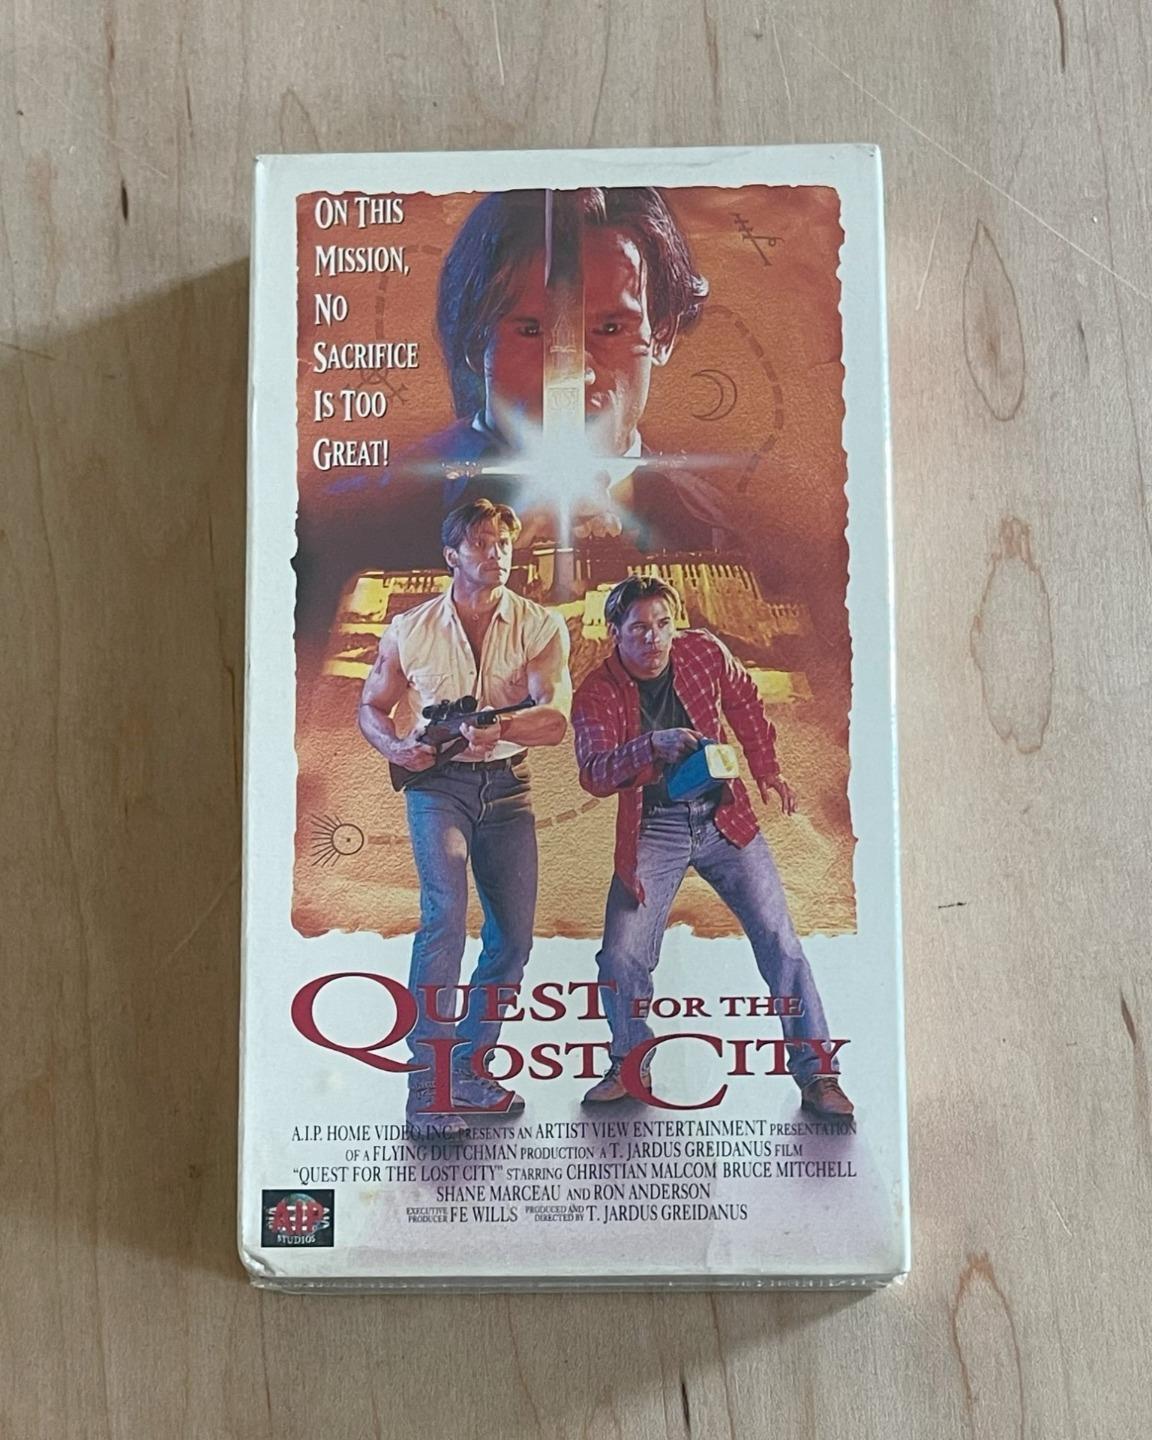 ON THIS
MISSION,
NO
SACRIFICE
IS TOO
GREAT!
QUEST FOR THE
LOST CITY
A.I.P. HOME VIDEO, INC. PRESENTS AN ARTIST VIEW ENTERTAINMENT PRESENTATION
OF A FLYING DUTCHMAN PRODUCTION A T. JARDUS GREIDANUS FILM
"QUEST FOR THE LOST CITY" STARRING CHRISTIAN MALCOM BRUCE MITCHELL
SHANE MARCEAU AND RON ANDERSON
EXECUTIVE PRODUCER FE WILLS PRODUCED AND DIRECTED BY T. JARDUS GREIDANUS
A.I.P.
STUDIOS